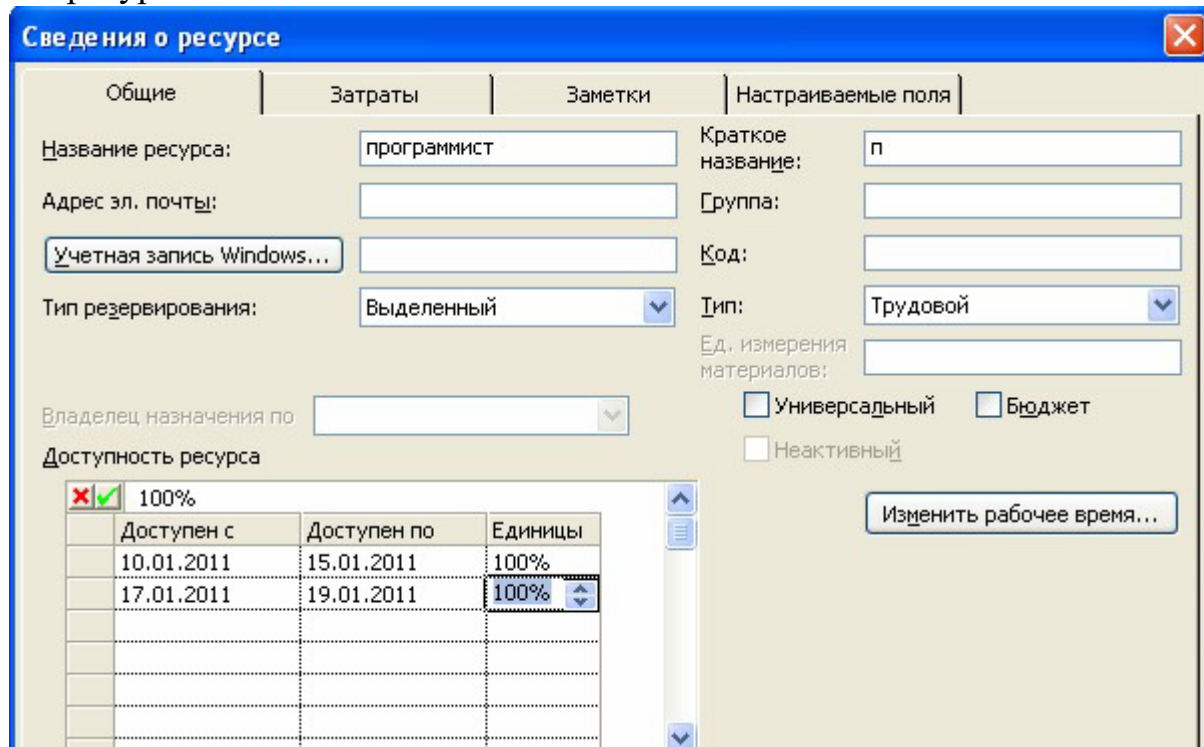 Сведения о ресурсе
Общие Затраты Заметки Настраиваемые поля
Название ресурса: программист Краткое название: п
Адрес эл. почты: Группа:
Учетная запись Windows... Код:
Тип резервирования: Выделенный Тип: Трудовой
Ед. измерения материалов:
Владелец назначения по Универсальный Бюджет
Неактивный
Доступность ресурса
100%
Изменить рабочее время...
Доступен с Доступен по Единицы
10.01.2011 15.01.2011 100%
17.01.2011 19.01.2011 100%